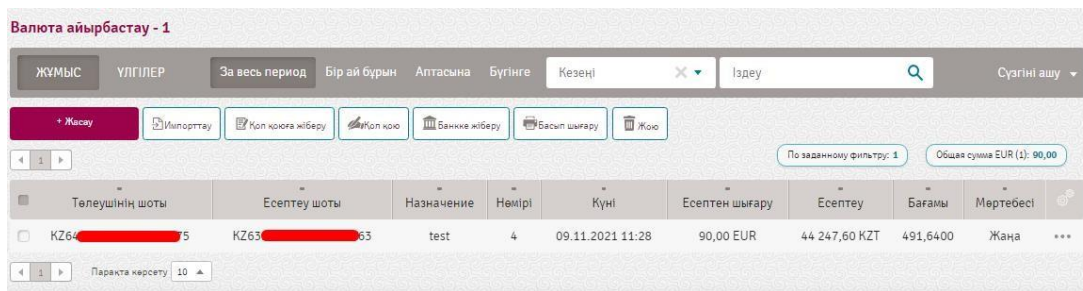 Валюта айырбастау - 1
ЖҰМЫС ҮЛГІЛЕР За весь период Бір ай бұрын Аптасына Бүгінге Кезеңі Іздеу Сүзгіні ашу
+ Жасау Импорттау Қол қоюға жіберу Қол қою Банкке жіберу Басып шығару Жою
1 По заданному фильтру: 1 Общая сумма EUR (1): 90,00
Төлеушінің шоты Есептеу шоты Назначение Нөмірі Күні Есептен шығару Есептеу Бағамы Мәртебесі
KZ64 75 KZ63 63 test 4 09.11.2021 11:28 90,00 EUR 44 247,60 KZT 491,6400 Жаңа
1 Парақта көрсету 10